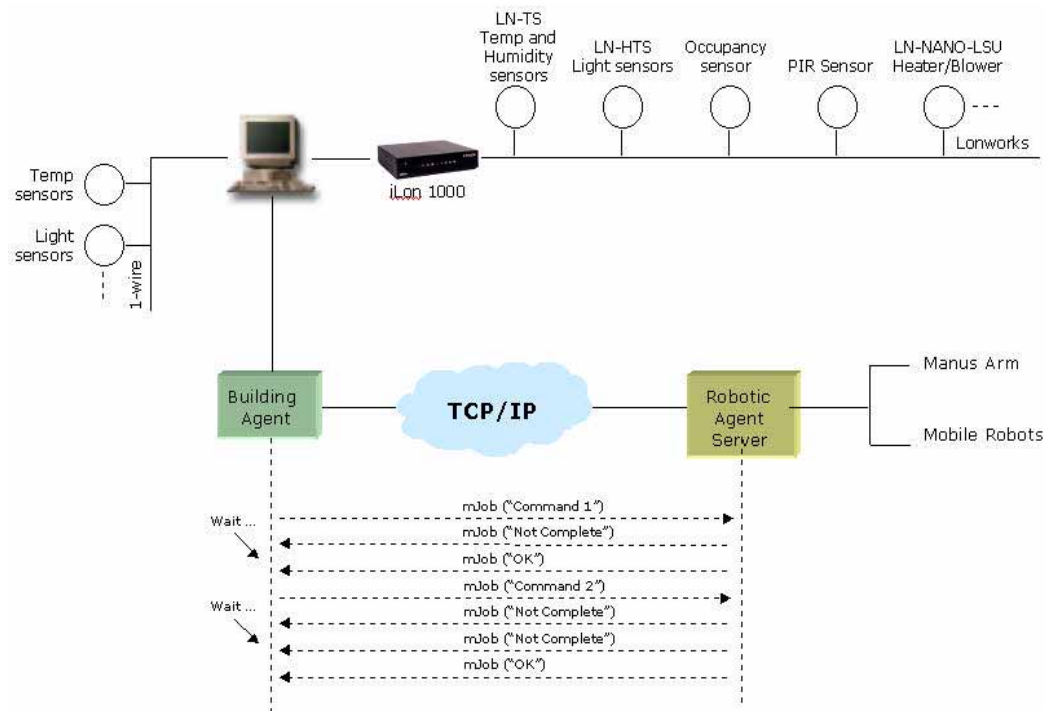 LN-TS
Temp and
Humidity
sensors
LN-HTS
Light sensors
Occupancy
sensor
PIR Sensor
LN-NANO-LSU
Heater/Blower
Lonworks
iLon 1000
Temp
sensors
Light
sensors
1-wire
Building
Agent
TCP/IP
Robotic
Agent
Server
Manus Arm
Mobile Robots
mJob ("Command 1")
Wait ...
mJob ("Not Complete")
mJob ("OK")
mJob ("Command 2")
Wait ...
mJob ("Not Complete")
mJob ("Not Complete")
mJob ("OK")